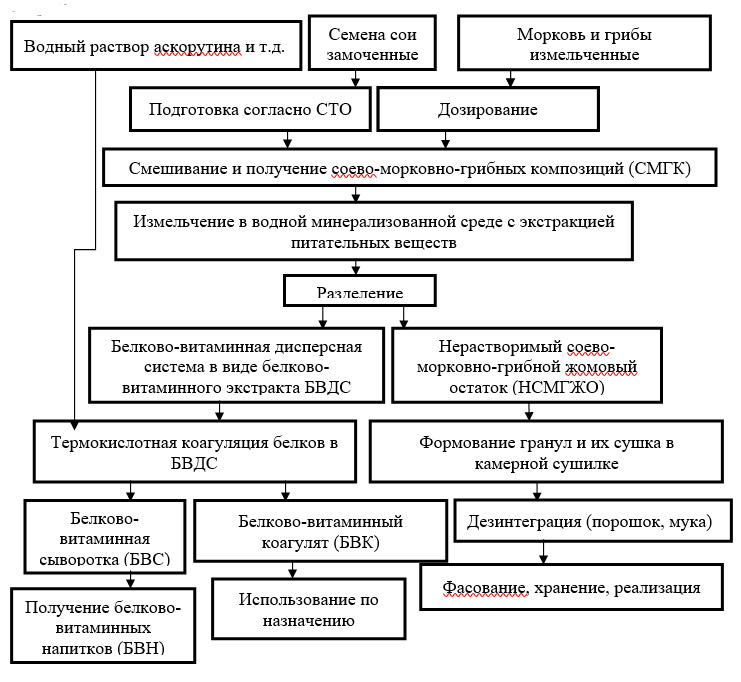 Водный раствор аскорутина и т.д.
Семена сои
замоченные
Морковь и грибы
измельченные
Подготовка согласно СТО
Дозирование
Смешивание и получение соево-морковно-грибных композиций (СМГК)
Измельчение в водной минерализованной среде с экстракцией
питательных веществ
Разделение
Белково-витаминная дисперсная
система в виде белково-
витаминного экстракта БВДС
Нерастворимый соево-
морковно-грибной жомовый
остаток (НСМГЖО)
Термокислотная коагуляция белков в
БВДС
Формование гранул и их сушка в
камерной сушилке
Белково-
витаминная
сыворотка (БВС)
Белково-витаминный
коагулят (БВК)
Дезинтеграция (порошок, мука)
Получение белково-
витаминных
напитков (БВН)
Использование по
назначению
Фасование, хранение, реализация